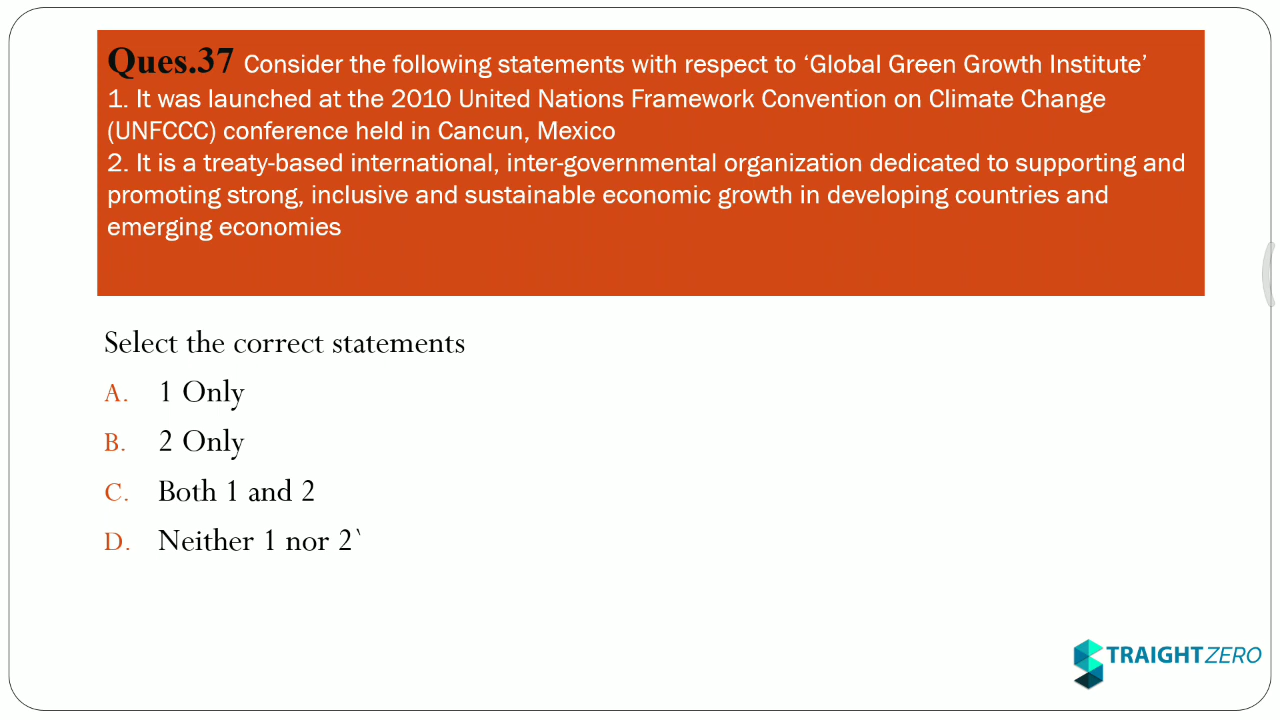 Ques.37 Consider the following statements with respect to ‘Global Green Growth Institute’
1. It was launched at the 2010 United Nations Framework Convention on Climate Change
(UNFCCC) conference held in Cancun, Mexico
2. It is a treaty-based international, inter-governmental organization dedicated to supporting and
promoting strong, inclusive and sustainable economic growth in developing countries and
emerging economies
Select the correct statements
A. 1 Only
B. 2 Only
C. Both 1 and 2
D. Neither 1 nor 2`
TRAIGHTZERO